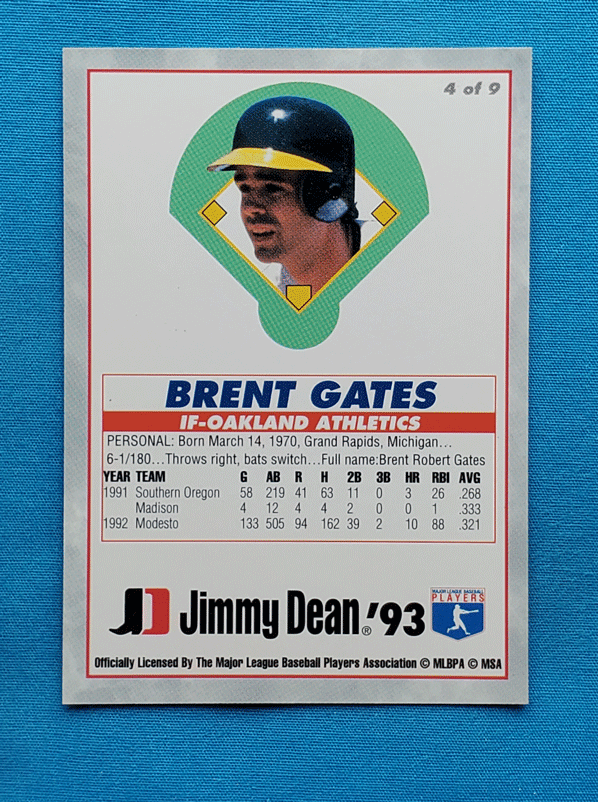 4 of 9
BRENT GATES
IF-OAKLAND ATHLETICS
PERSONAL: Born March 14, 1970, Grand Rapids, Michigan...
6-1/180...Throws right, bats switch...Full name:Brent Robert Gates
YEAR TEAM G AB R H 2B 3B HR RBI AVG
1991 Southern Oregon 58 219 41 63 11 0 3 26 .268
Madison 4 12 4 4 2 0 0 1 .333
1992 Modesto 133 505 94 162 39 2 10 88 .321
JD Jimmy Dean® '93
MAJOR LEAGUE BASEBALL
PLAYERS
Officially Licensed By The Major League Baseball Players Association © MLBPA © MSA